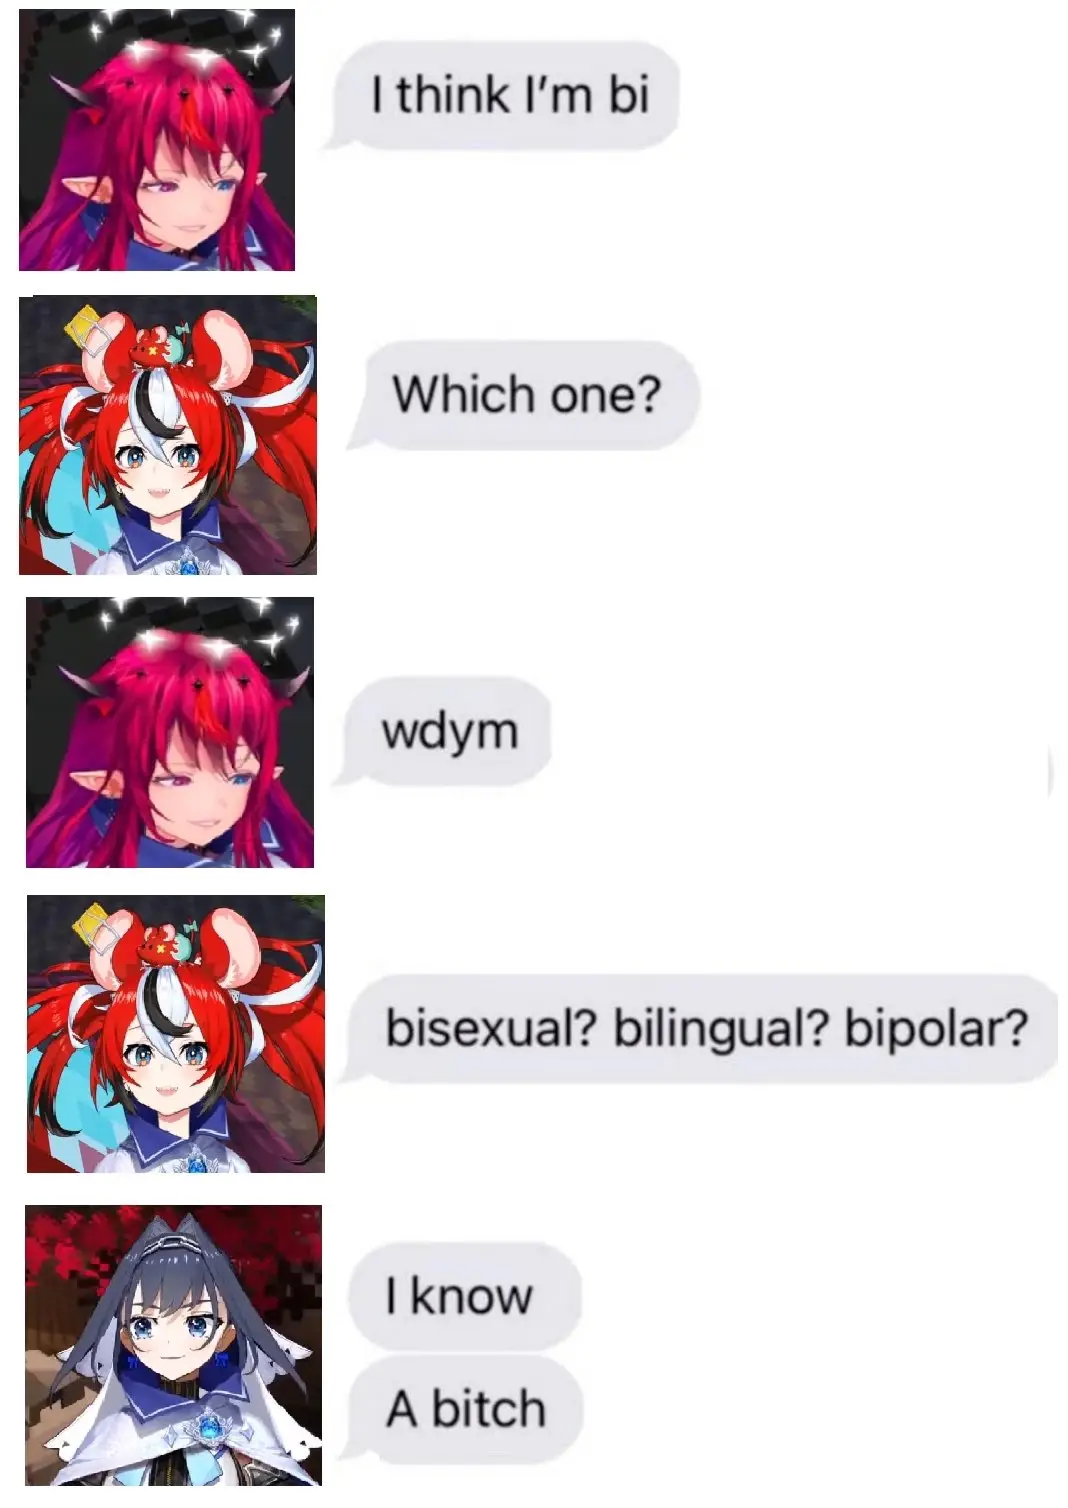 I think I’m bi
Which one?
wdym
bisexual? bilingual? bipolar?
I know
A bitch